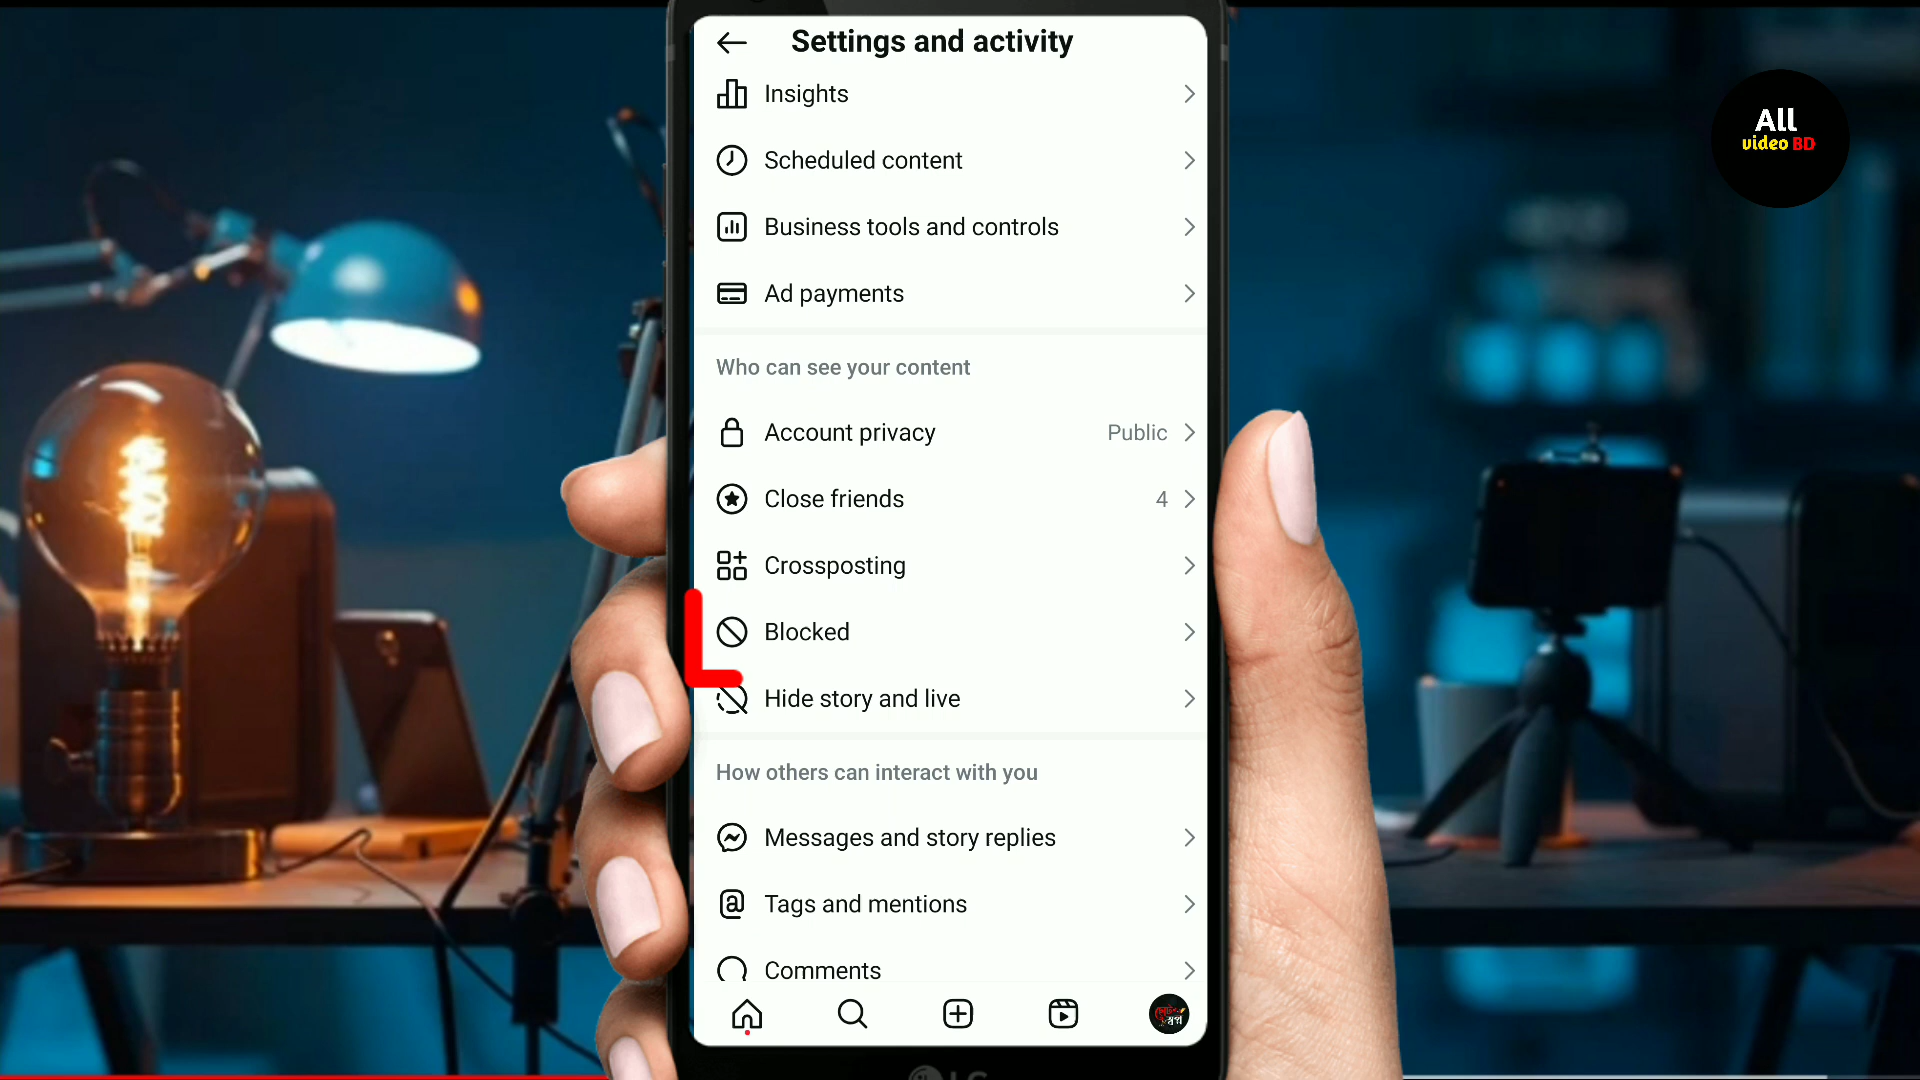 Settings and activity
Insights
Scheduled content
Business tools and controls
Ad payments
Who can see your content
Account privacy Public
Close friends 4
Crossposting
Blocked
Hide story and live
How others can interact with you
Messages and story replies
Tags and mentions
Comments
All
video BD